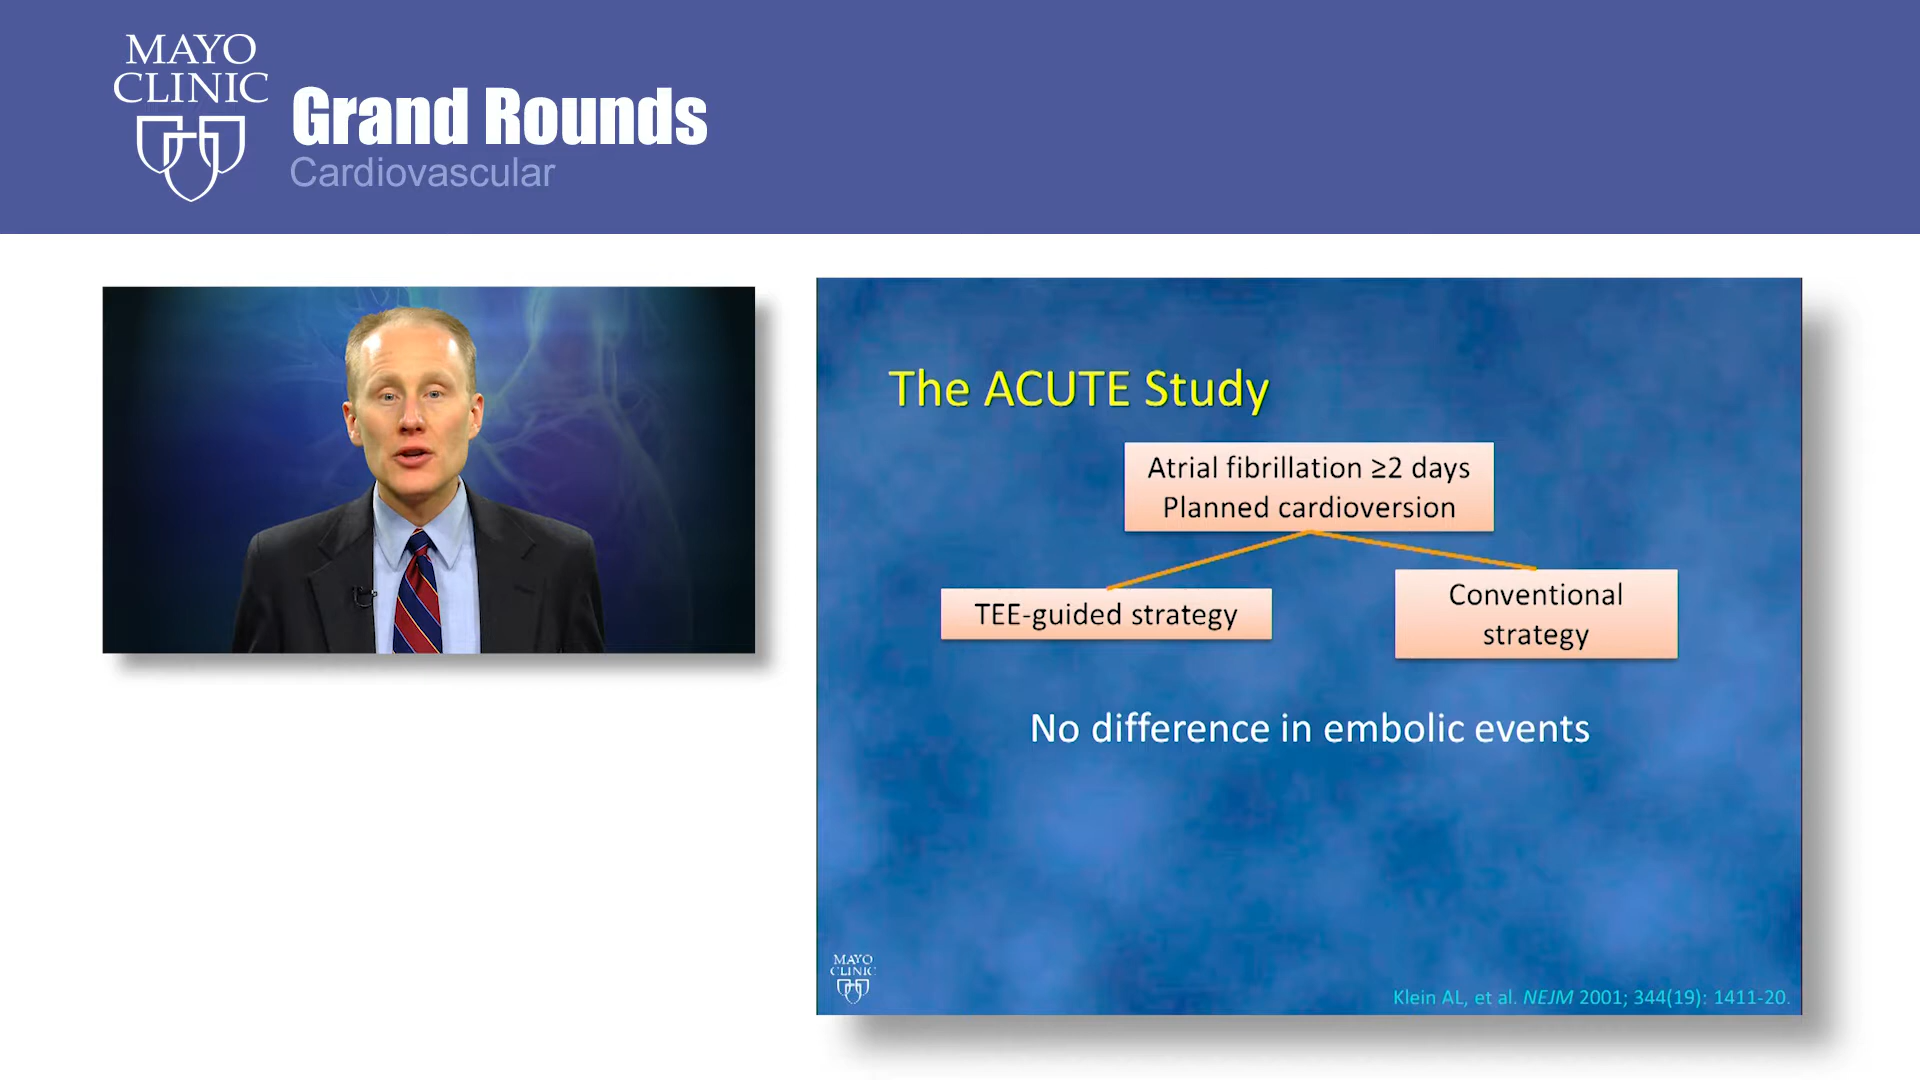 MAYO
CLINIC
Grand Rounds
Cardiovascular
The ACUTE Study
Atrial fibrillation ≥2 days
Planned cardioversion
TEE-guided strategy
Conventional
strategy
No difference in embolic events
MAYO
CLINIC
Klein AL, et al. NEJM 2001; 344(19): 1411-20.